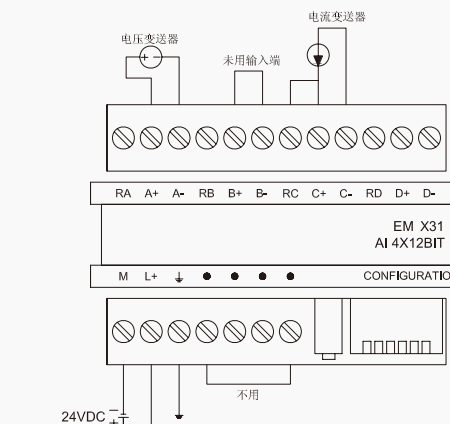 电流变送器
电压变送器
未用输入端
RA A+ A- RB B+ B- RC C+ C- RD D+ D-
EM X31
AI 4X12BIT
M L+ CONFIGURATIO
不用
24VDC